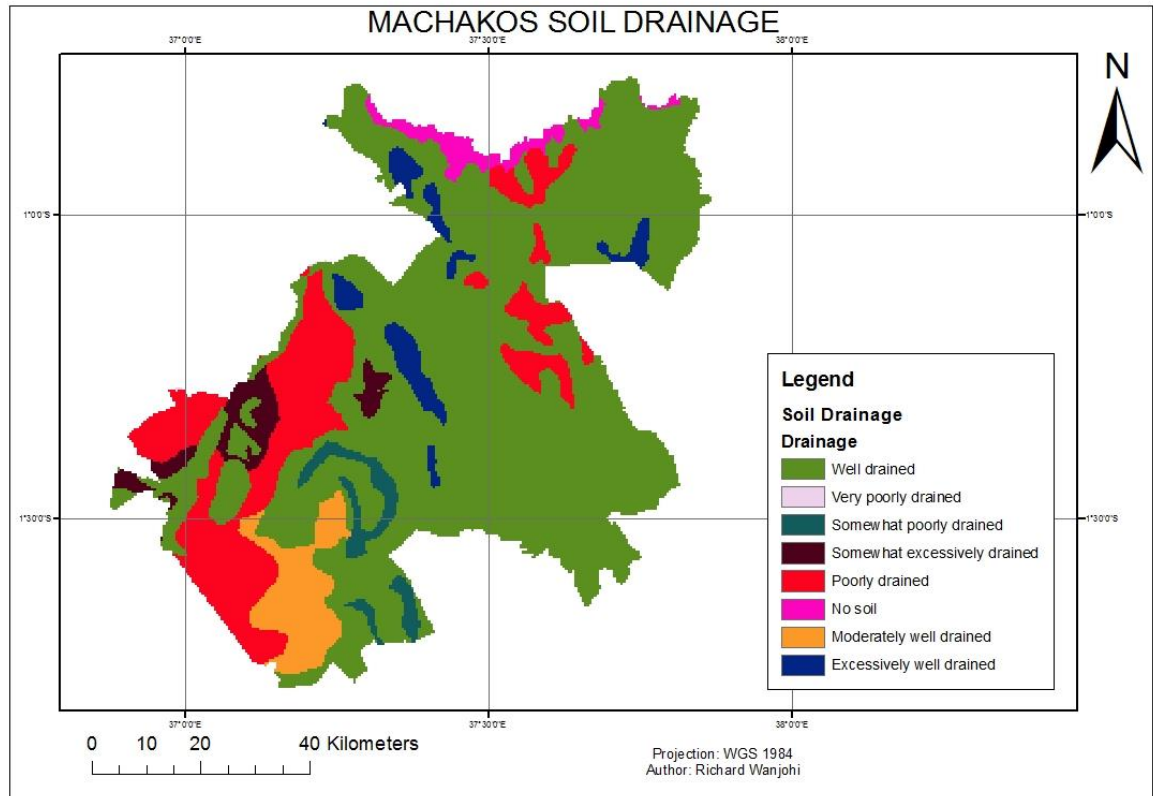 MACHAKOS SOIL DRAINAGE
37°0'0"E 37°30'0"E 38°0'0"E
N
1°0'0"S 1°0'0"S
Legend
Soil Drainage
Drainage
Well drained
Very poorly drained
Somewhat poorly drained
Somewhat excessively drained
Poorly drained
No soil
Moderately well drained
Excessively well drained
1°30'0"S 1°30'0"S
37°0'0"E 37°30'0"E 38°0'0"E
0 10 20 40 Kilometers
Projection: WGS 1984
Author: Richard Wanjohi